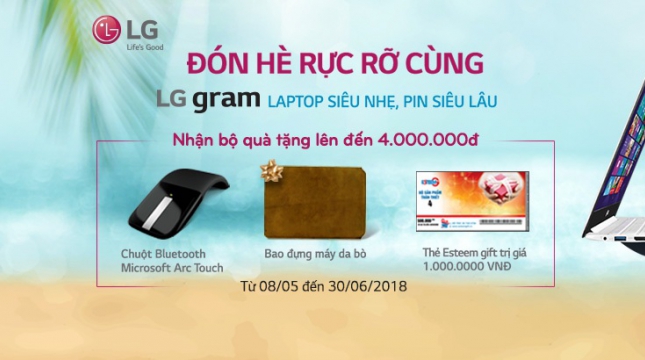 LG
Life's Good
ĐÓN HÈ RỰC RỠ CÙNG
LG gram LAPTOP SIÊU NHẸ, PIN SIÊU LÂU
Nhận bộ quà tặng lên đến 4.000.000đ
Chuột Bluetooth
Microsoft Arc Touch
Bao đựng máy da bò
Thẻ Esteem gift trị giá
1.000.0000 VNĐ
Từ 08/05 đến 30/06/2018